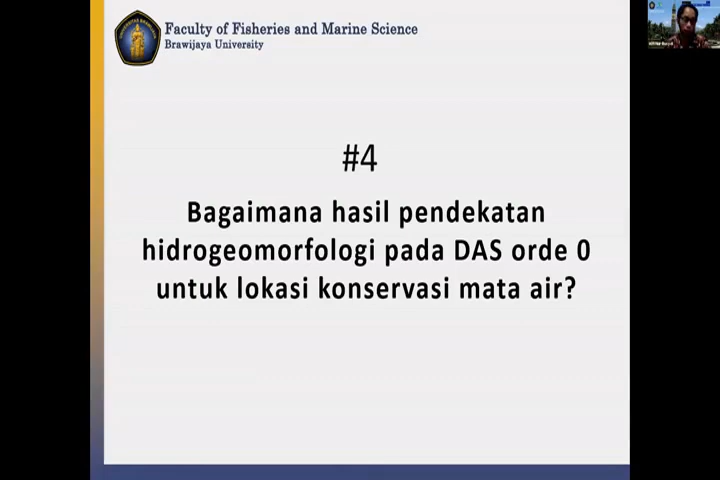 Faculty of Fisheries and Marine Science
Brawijaya University
#4
Bagaimana hasil pendekatan
hidrogeomorfologi pada DAS orde 0
untuk lokasi konservasi mata air?